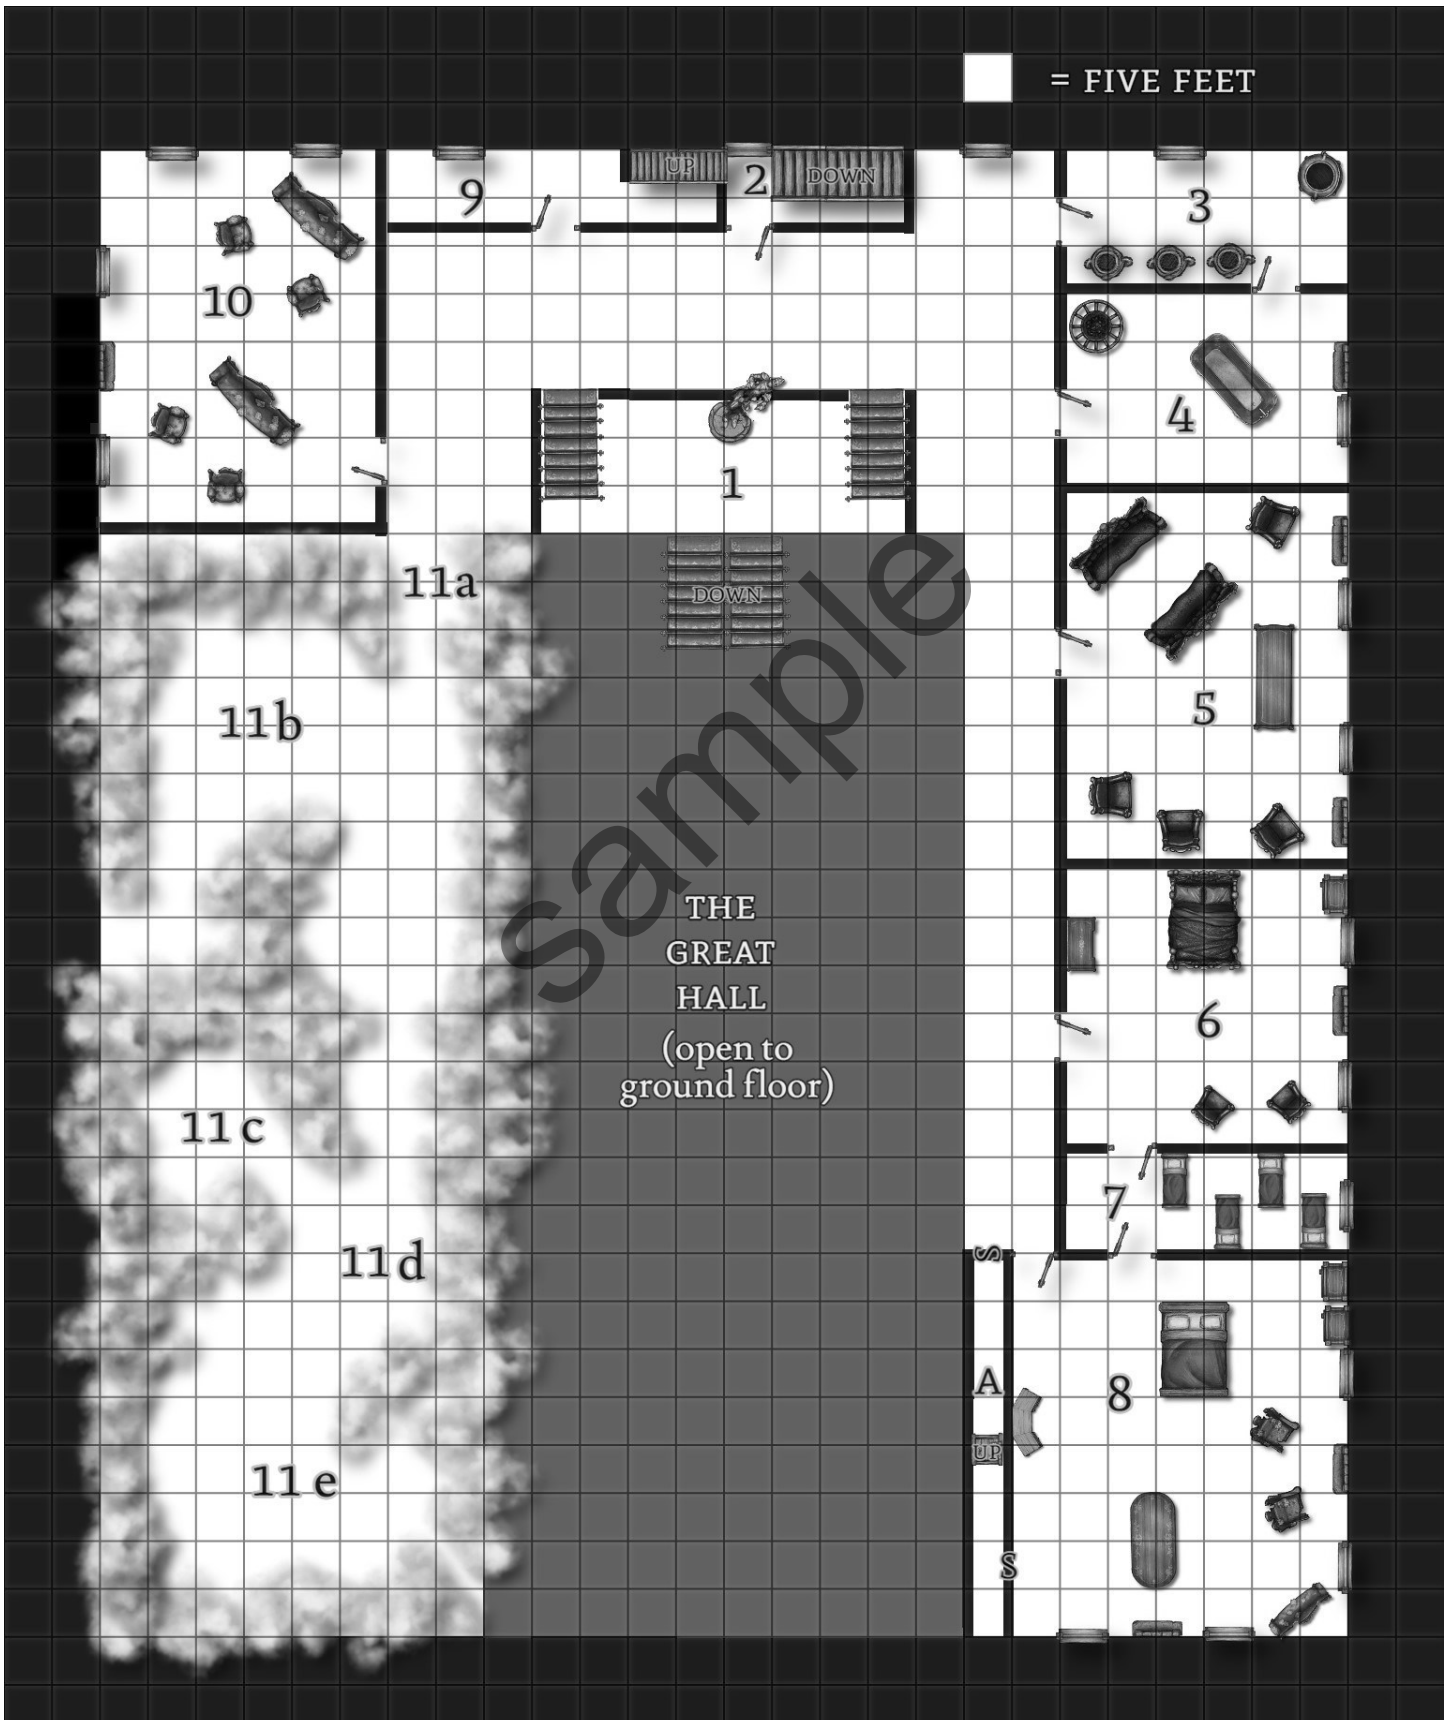 = FIVE FEET
UP
2
DOWN
9
3
10
4
1
11a
DOWN
11b
5
sample
THE
GREAT
HALL
(open to
ground floor)
6
11c
7
11d
S
A
8
UP
11e
S